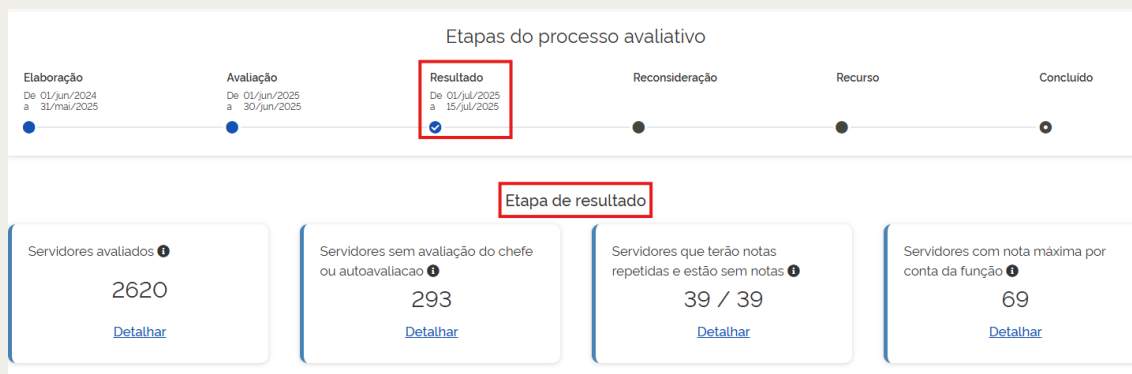 Etapas do processo avaliativo
Elaboração
De 01/jun/2024
a 31/mai/2025
Avaliação
De 01/jun/2025
a 30/jun/2025
Resultado
De 01/jul/2025
a 15/jul/2025
Reconsideração
Recurso
Concluído
Etapa de resultado
Servidores avaliados
2620
Detalhar
Servidores sem avaliação do chefe
ou autoavaliacao
293
Detalhar
Servidores que terão notas
repetidas e estão sem notas
39 / 39
Detalhar
Servidores com nota máxima por
conta da função
69
Detalhar